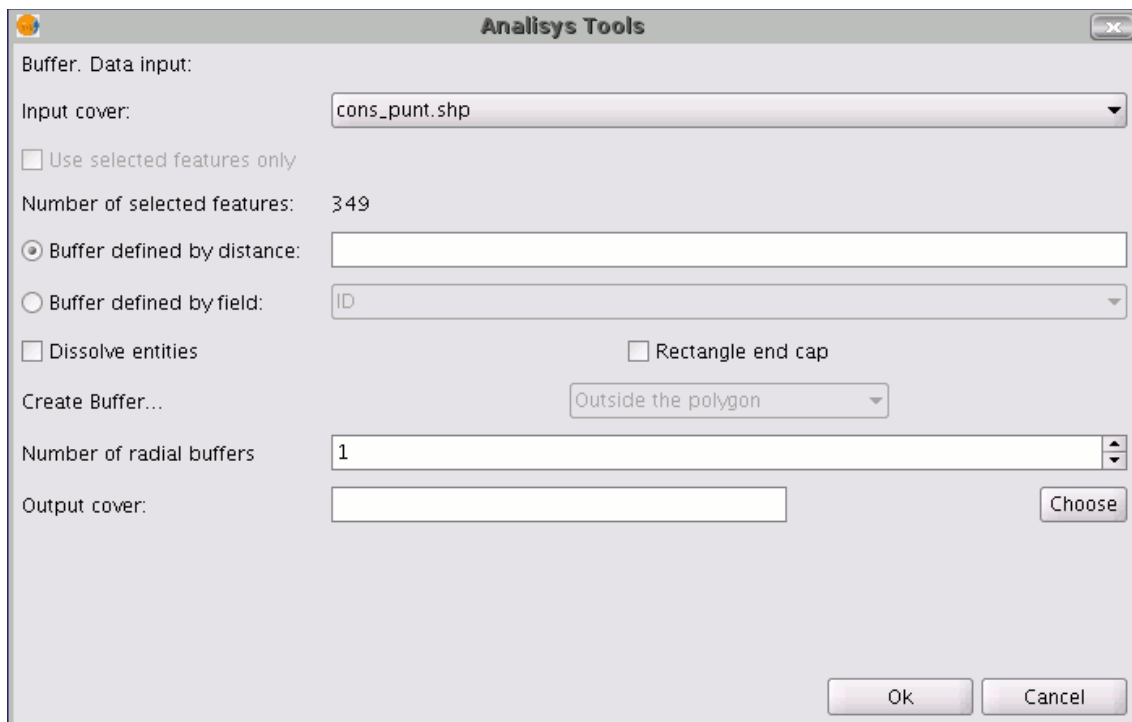 Analisys Tools
Buffer. Data input:
Input cover: cons_punt.shp
Use selected features only
Number of selected features: 349
Buffer defined by distance:
Buffer defined by field: ID
Dissolve entities Rectangle end cap
Create Buffer... Outside the polygon
Number of radial buffers 1
Output cover: Choose
Ok Cancel